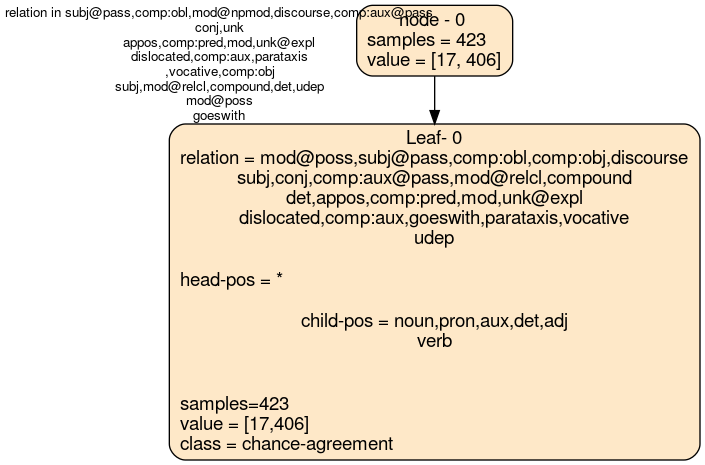 relation in subj@pass,comp:obl,mod@npmod,discourse,comp:aux@pass
conj,unk
appos,comp:pred,mod,unk@expl
dislocated,comp:aux,parataxis
,vocative,comp:obj
subj,mod@relcl,compound,det,udep
mod@poss
goeswith
node - 0
samples = 423
value = [17, 406]
Leaf- 0
relation = mod@poss,subj@pass,comp:obl,comp:obj,discourse
subj,conj,comp:aux@pass,mod@relcl,compound
det,appos,comp:pred,mod,unk@expl
dislocated,comp:aux,goeswith,parataxis,vocative
udep
head-pos = *
child-pos = noun,pron,aux,det,adj
verb
samples=423
value = [17,406]
class = chance-agreement